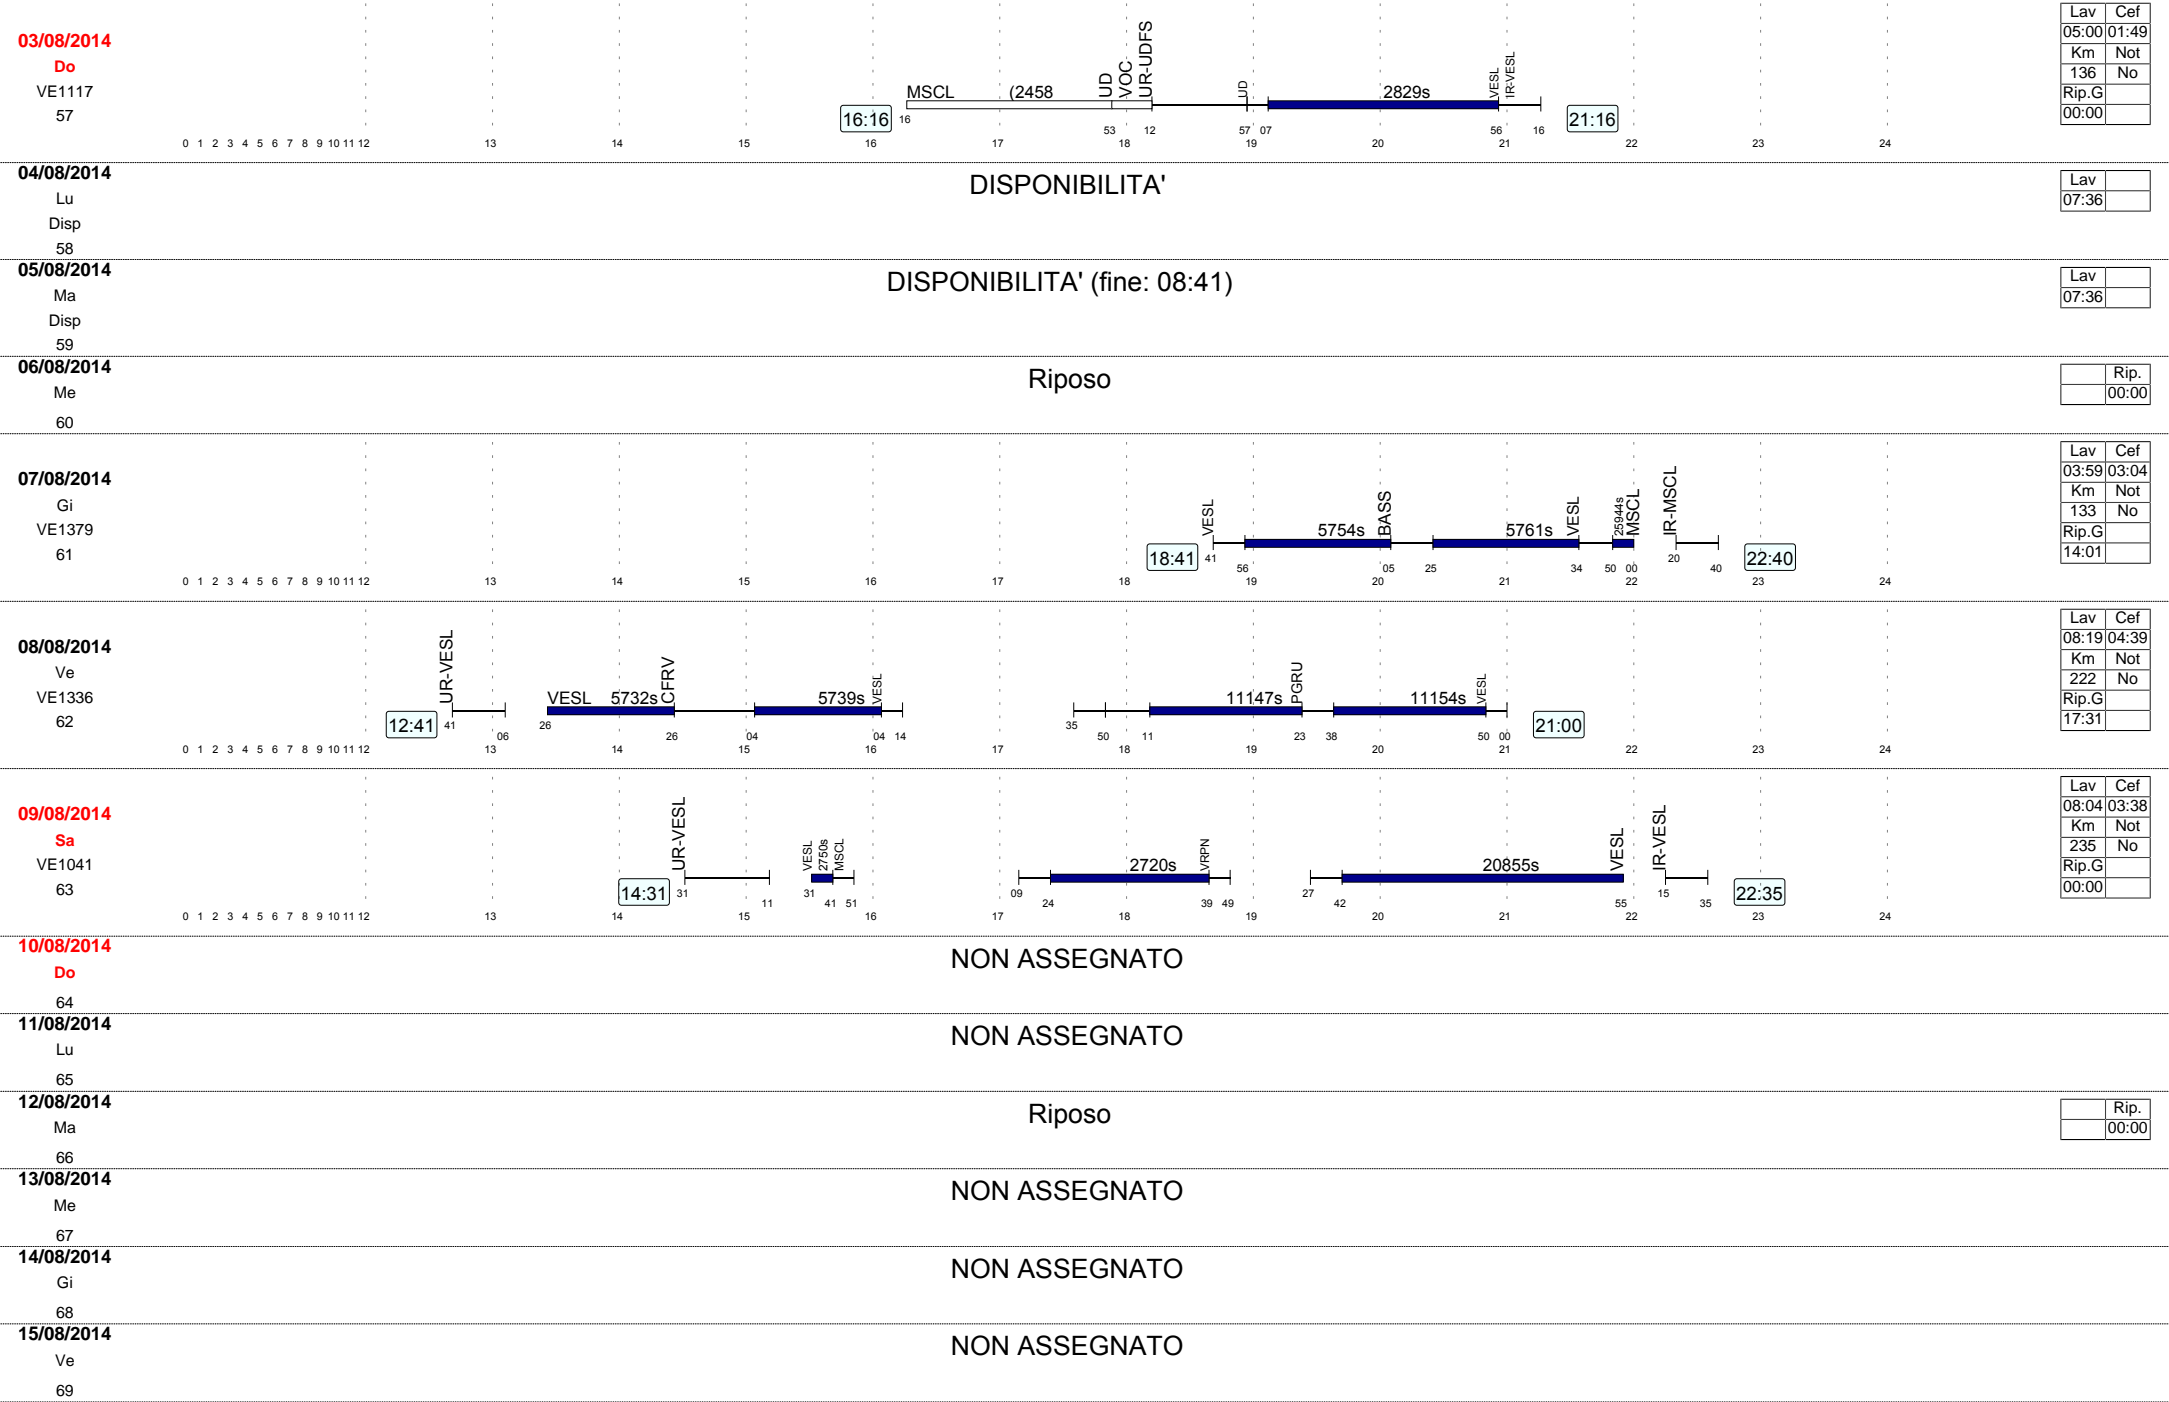 Lav Cef
03/08/2014
05:00 01:49
Do
Km Not
VE1117
136 No
57
Rip.G
00:00
MSCL (2458 UD VOC UR-UDFS UD 2829s VESL IR-VESL
16:16 16 53 12 57 07 56 16 21:16
0 1 2 3 4 5 6 7 8 9 10 11 12 13 14 15 16 17 18 19 20 21 22 23 24
04/08/2014
DISPONIBILITA'
Lav
07:36
Lu
Disp
58
05/08/2014
DISPONIBILITA' (fine: 08:41)
Lav
07:36
Ma
Disp
59
06/08/2014
Riposo
Rip.
00:00
Me
60
Lav Cef
03:59 03:04
07/08/2014
Km Not
Gi
133 No
VE1379
Rip.G
61
14:01
VESL 5754s BASS 5761s VESL 25944s MSCL IR-MSCL
18:41 41 56 05 25 34 50 00 20 40 22:40
0 1 2 3 4 5 6 7 8 9 10 11 12 13 14 15 16 17 18 19 20 21 22 23 24
Lav Cef
08:19 04:39
08/08/2014
Km Not
Ve
222 No
VE1336
Rip.G
62
17:31
UR-VESL VESL 5732s CFRV 5739s VESL 11147s PGRU 11154s VESL
12:41 41 06 26 26 04 04 14 35 50 11 23 38 50 00 21:00
0 1 2 3 4 5 6 7 8 9 10 11 12 13 14 15 16 17 18 19 20 21 22 23 24
Lav Cef
08:04 03:38
09/08/2014
Km Not
Sa
235 No
VE1041
Rip.G
63
00:00
UR-VESL VESL 2750s MSCL 2720s VRPN 20855s VESL IR-VESL
14:31 31 11 31 41 51 09 24 39 49 27 42 55 15 35 22:35
0 1 2 3 4 5 6 7 8 9 10 11 12 13 14 15 16 17 18 19 20 21 22 23 24
10/08/2014
NON ASSEGNATO
Do
64
11/08/2014
NON ASSEGNATO
Lu
65
12/08/2014
Riposo
Rip.
00:00
Ma
66
13/08/2014
NON ASSEGNATO
Me
67
14/08/2014
NON ASSEGNATO
Gi
68
15/08/2014
NON ASSEGNATO
Ve
69